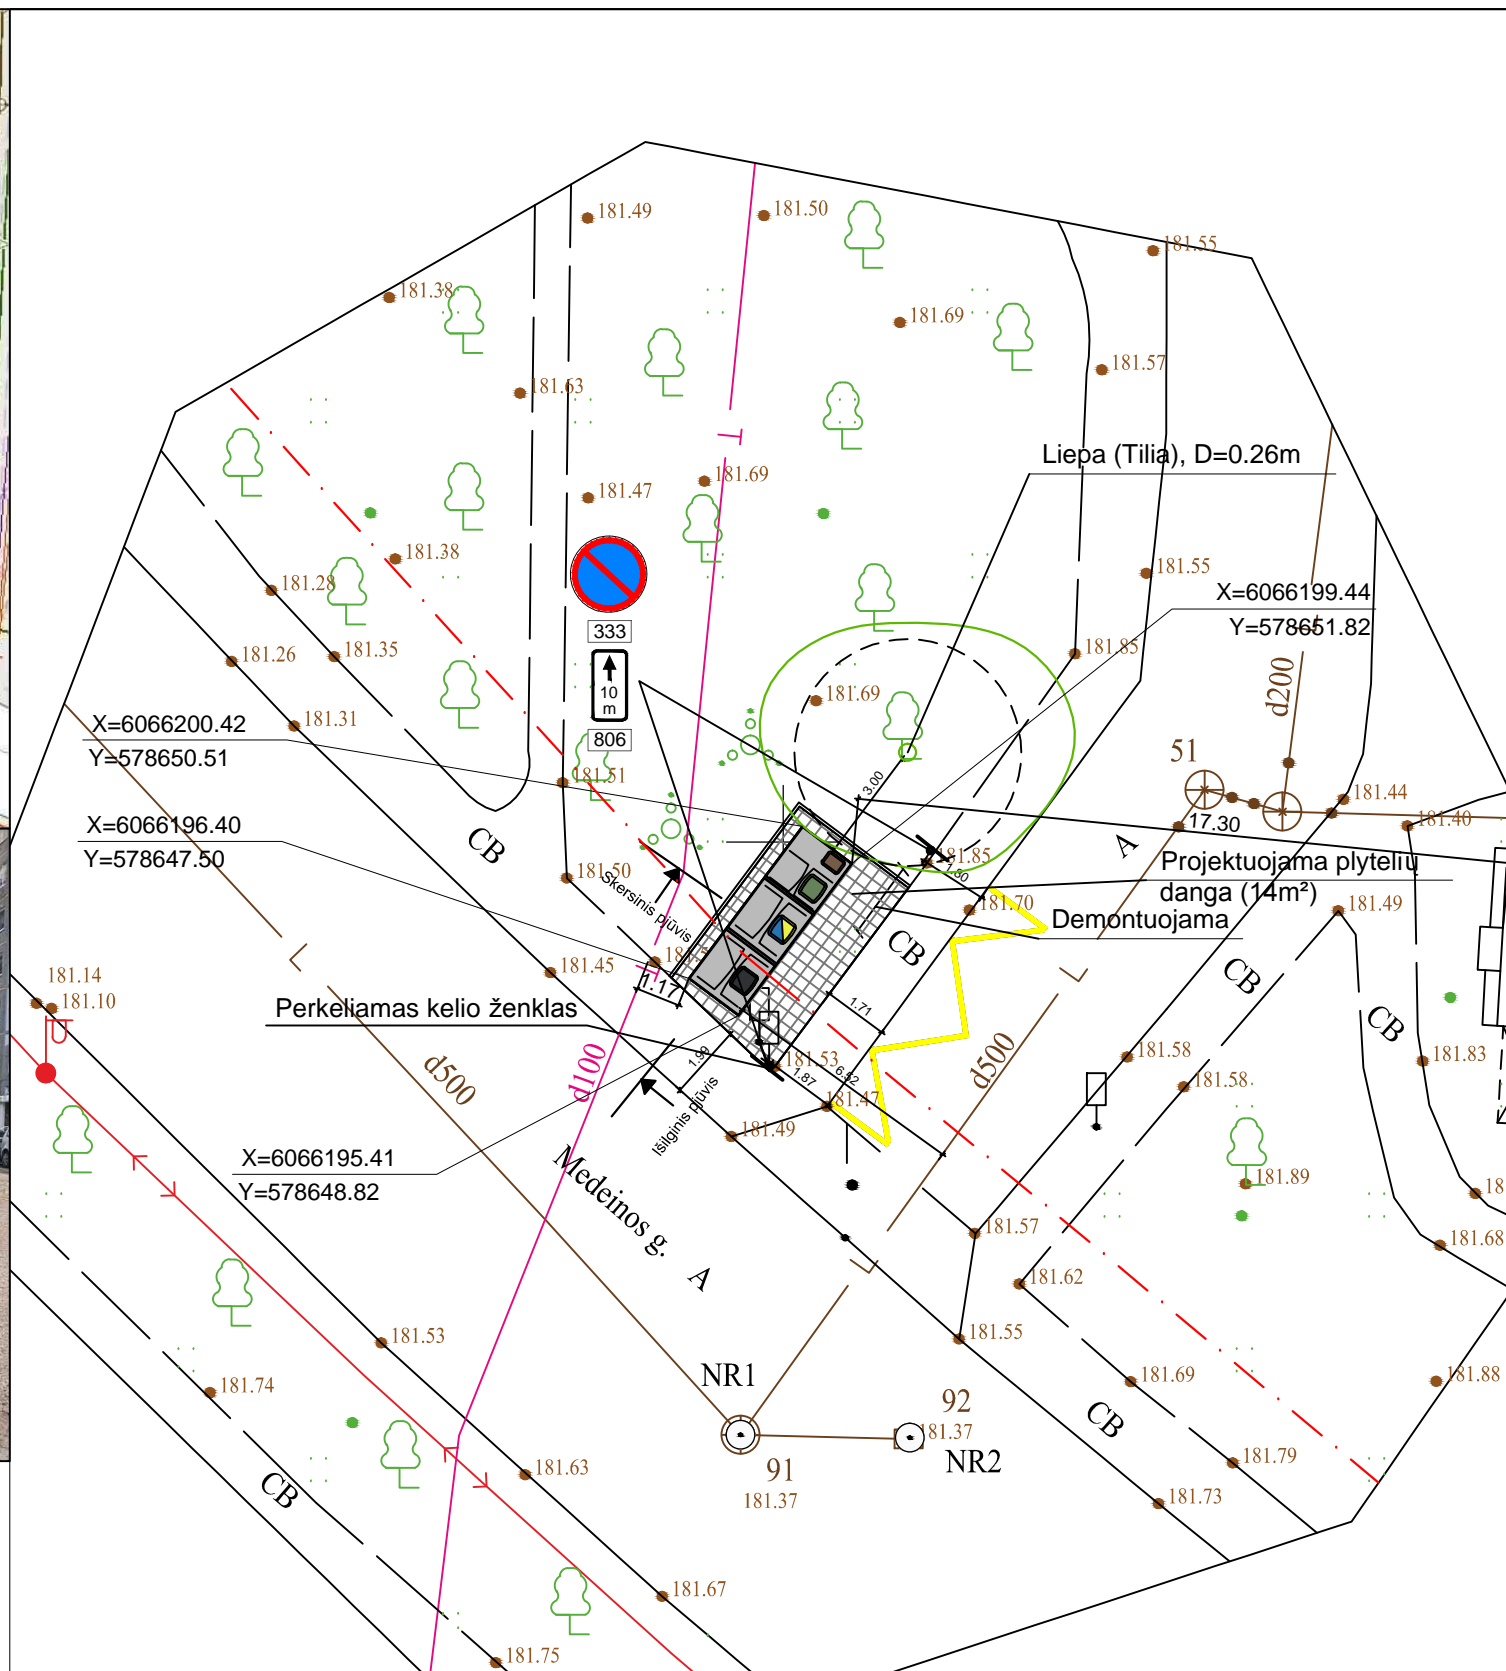 181.49
181.50
181.55
181.38
181.69
181.57
181.63
Liepa (Tilia), D=0.26m
181.69
181.47
181.38
181.55
181.28
X=6066199.44
Y=578651.82
333
181.26
181.35
181.85
d200
10
m
181.69
181.31
X=6066200.42
Y=578650.51
806
51
181.51
3.00
181.44
17.30
181.40
X=6066196.40
Y=578647.50
CB
A
181.85
1.80
Projektuojama plytelių
danga (14m²)
181.50
Skersinis pjūvis
181.70
181.49
Demontuojama
CB
CB
181.14
181.10
181.45
1.17
Perkeliamas kelio ženklas
1.71
CB
d500
d100
1.99
181.53
1.87
6.52
d500
181.58
181.83
181.58
181.47
Išilginis pjūvis
181.49
X=6066195.41
Y=578648.82
Medeinos g.
A
181.89
181.57
181.68
181.62
181.53
181.55
NR1
181.74
92
181.37
181.69
181.88
CB
NR2
91
181.37
181.63
181.79
CB
181.73
181.67
181.75